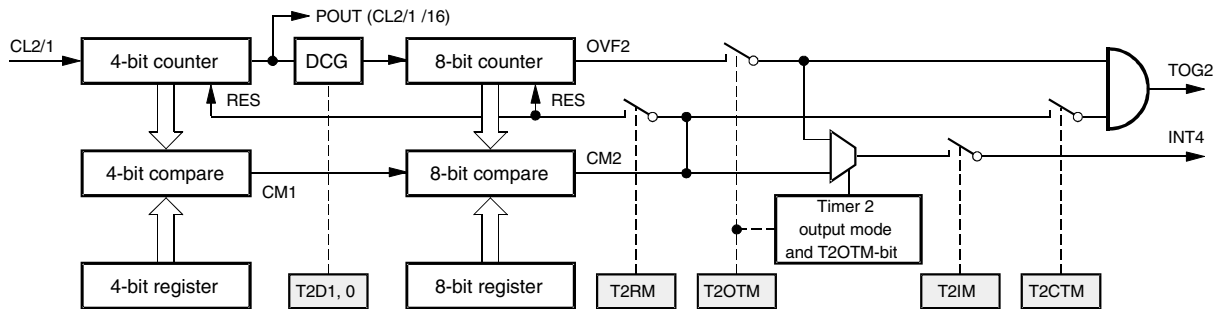 POUT (CL2/1 /16)
CL2/1
4-bit counter
DCG
8-bit counter
OVF2
TOG2
RES
RES
INT4
4-bit compare
CM1
8-bit compare
CM2
Timer 2
output mode
and T2OTM-bit
4-bit register
T2D1, 0
8-bit register
T2RM
T2OTM
T2IM
T2CTM